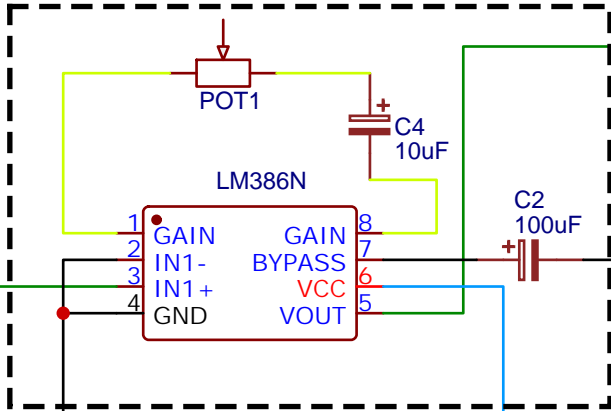 POT1
+
C4
10uF
LM386N
C2
100uF
+
1 GAIN GAIN 8
2 IN1- BYPASS 7
3 IN1+ VCC 6
4 GND VOUT 5